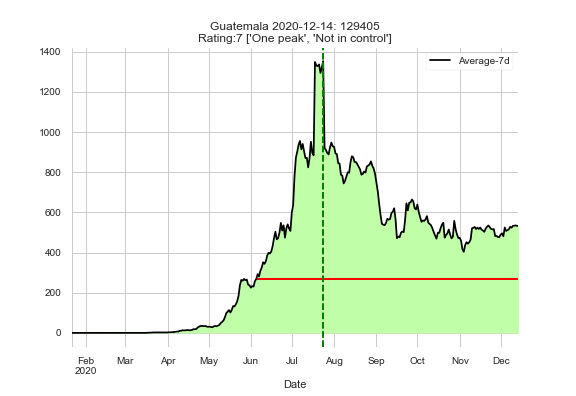 Guatemala 2020-12-14: 129405
Rating:7 ['One peak', 'Not in control']
Average-7d
1400
1200
1000
800
600
400
200
0
Feb Mar Apr May Jun Jul Aug Sep Oct Nov Dec
2020
Date